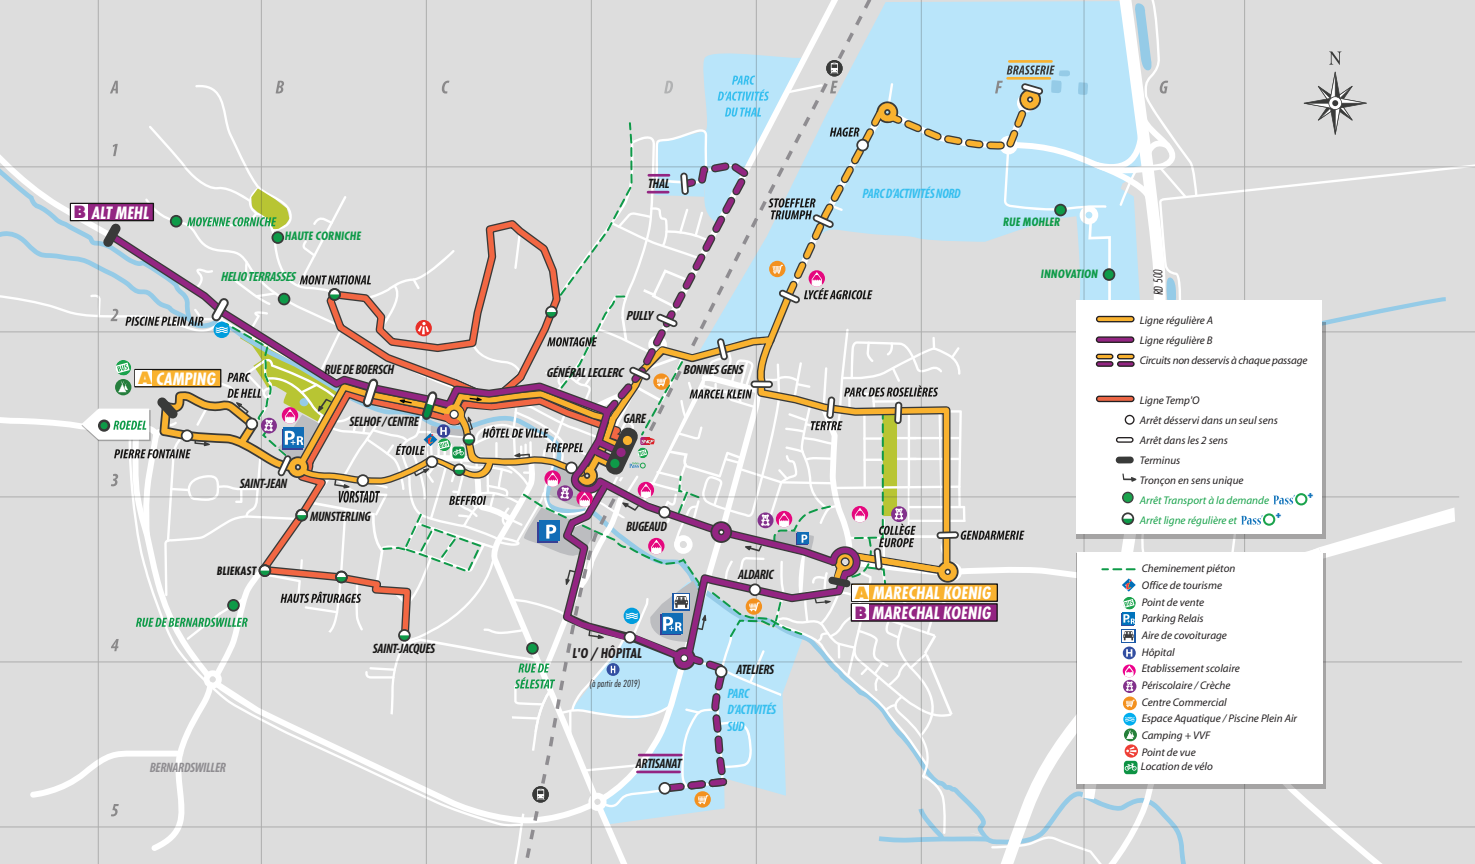 A
B
C
D
E
F
G
1
2
3
4
5
N
BRASSERIE
PARC
D'ACTIVITÉS
DU THAL
HAGER
THAL
PARC D'ACTIVITÉS NORD
STOEFFLER
TRIUMPH
RUE MOHLER
B ALT MEHL
MOYENNE CORNICHE
HAUTE CORNICHE
HELIO TERRASSES
MONT NATIONAL
INNOVATION
RD 500
LYCÉE AGRICOLE
PISCINE PLEIN AIR
PULLY
MONTAGNE
RUE DE BOERSCH
GÉNÉRAL LECLERC
BONNES GENS
BUS
A CAMPING
PARC
DE HELL
MARCEL KLEIN
PARC DES ROSELIÈRES
ROEDEL
SELHOF / CENTRE
GARE
TERTRE
P+R
H
HÔTEL DE VILLE
BUS
PIERRE FONTAINE
ÉTOILE
FREPPEL
SAINT-JEAN
VORSTADT
BEFFROI
MUNSTERLING
P
BUGEAUD
P
COLLÈGE
EUROPE
GENDARMERIE
BLIEKAST
ALDARIC
HAUTS PÂTURAGES
A MARECHAL KOENIG
B MARECHAL KOENIG
RUE DE BERNARDSWILLER
P+R
SAINT-JACQUES
L'O / HÔPITAL
H
(à partir de 2019)
RUE DE
SÉLESTAT
ATELIERS
PARC
D'ACTIVITÉS
SUD
ARTISANAT
BERNARDSWILLER
Ligne régulière A
Ligne régulière B
Circuits non desservis à chaque passage
Ligne Temp'O
Arrêt désservi dans un seul sens
Arrêt dans les 2 sens
Terminus
Tronçon en sens unique
Arrêt Transport à la demande Pass'O+
Arrêt ligne régulière et Pass'O+
Cheminement piéton
Office de tourisme
BUS Point de vente
P+R Parking Relais
Aire de covoiturage
H Hôpital
Etablissement scolaire
Périscolaire / Crèche
Centre Commercial
Espace Aquatique / Piscine Plein Air
Camping + VVF
Point de vue
Location de vélo